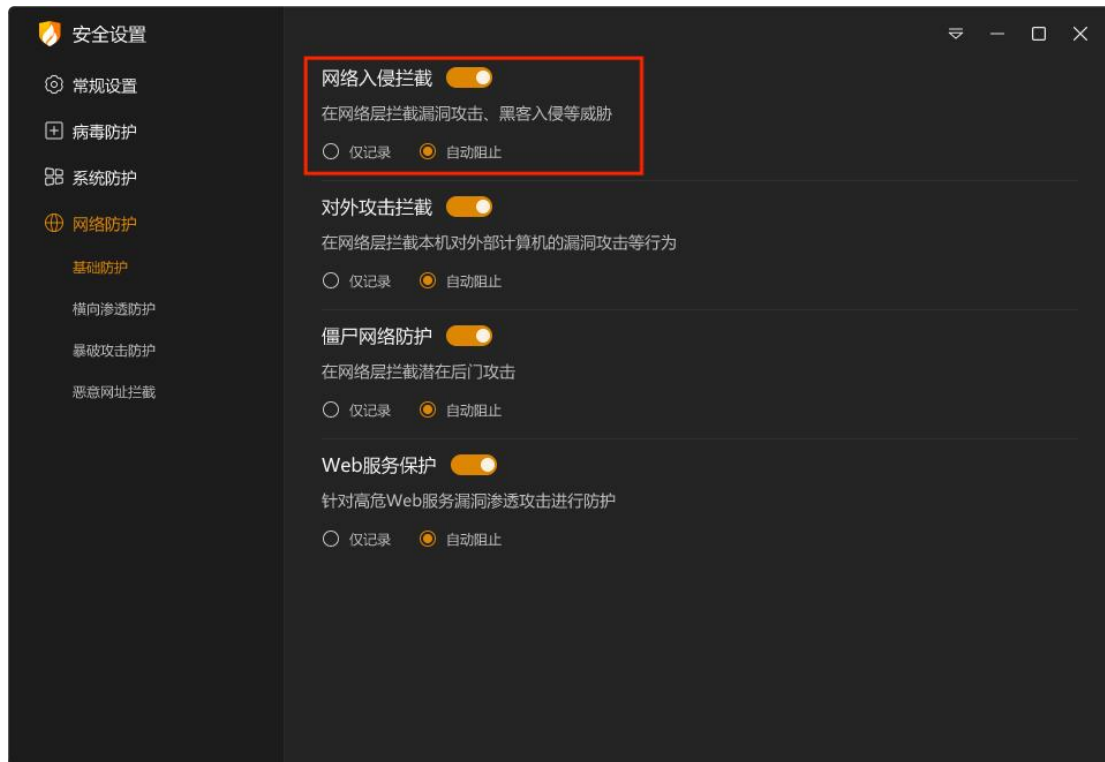 安全设置
常规设置
病毒防护
系统防护
网络防护
基础防护
横向渗透防护
暴破攻击防护
恶意网址拦截
网络入侵拦截
在网络层拦截漏洞攻击、黑客入侵等威胁
仅记录 自动阻止
对外攻击拦截
在网络层拦截本机对外部计算机的漏洞攻击等行为
仅记录 自动阻止
僵尸网络防护
在网络层拦截潜在后门攻击
仅记录 自动阻止
Web服务保护
针对高危Web服务漏洞渗透攻击进行防护
仅记录 自动阻止